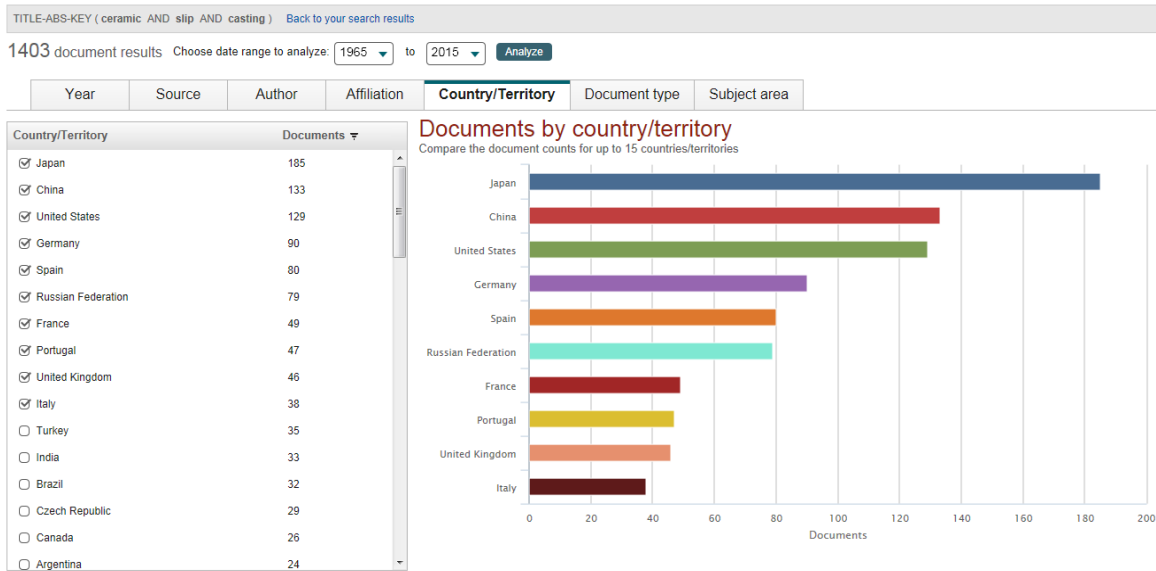 TITLE-ABS-KEY ( ceramic AND slip AND casting ) Back to your search results
1403 document results Choose date range to analyze: 1965 to 2015 Analyze
Year Source Author Affiliation Country/Territory Document type Subject area
Country/Territory Documents
Japan 185
China 133
United States 129
Germany 90
Spain 80
Russian Federation 79
France 49
Portugal 47
United Kingdom 46
Italy 38
Turkey 35
India 33
Brazil 32
Czech Republic 29
Canada 26
Argentina 24
Documents by country/territory
Compare the document counts for up to 15 countries/territories
Japan
China
United States
Germany
Spain
Russian Federation
France
Portugal
United Kingdom
Italy
0 20 40 60 80 100 120 140 160 180 200
Documents